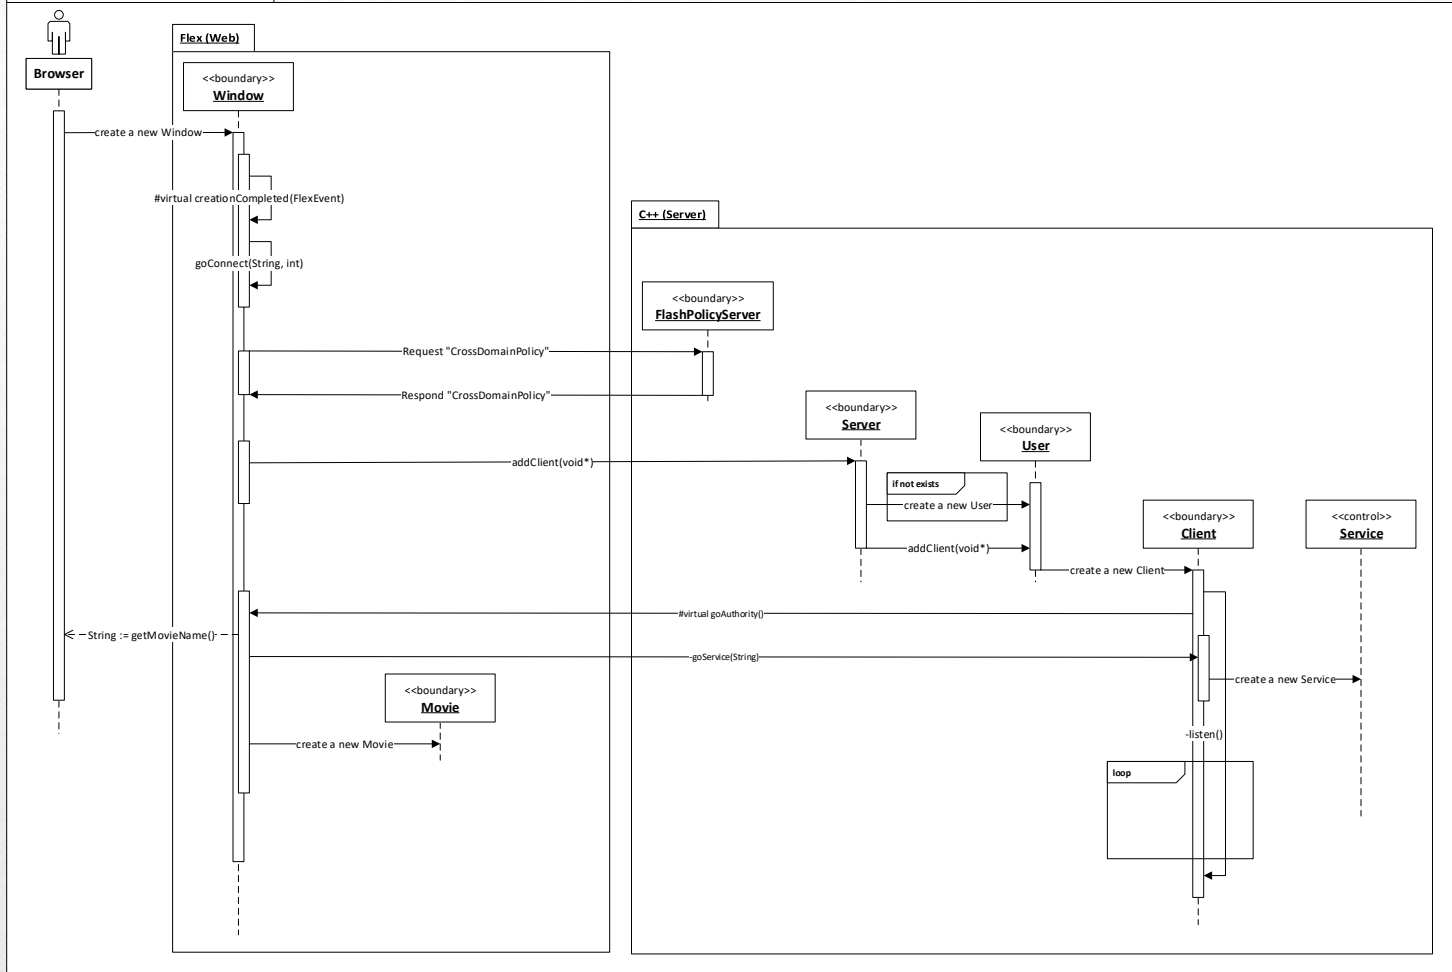 Flex (Web)
Browser
<<boundary>>
Window
create a new Window
#virtual creationCompleted(FlexEvent)
C++ (Server)
goConnect(String, int)
<<boundary>>
FlashPolicyServer
Request "CrossDomainPolicy"
Respond "CrossDomainPolicy"
<<boundary>>
Server
<<boundary>>
User
addClient(void*)
if not exists
create a new User
<<boundary>>
Client
<<control>>
Service
addClient(void*)
create a new Client
#virtual goAuthority()
String := getMovieName()
-goService(String)
create a new Service
<<boundary>>
Movie
-listen()
create a new Movie
loop